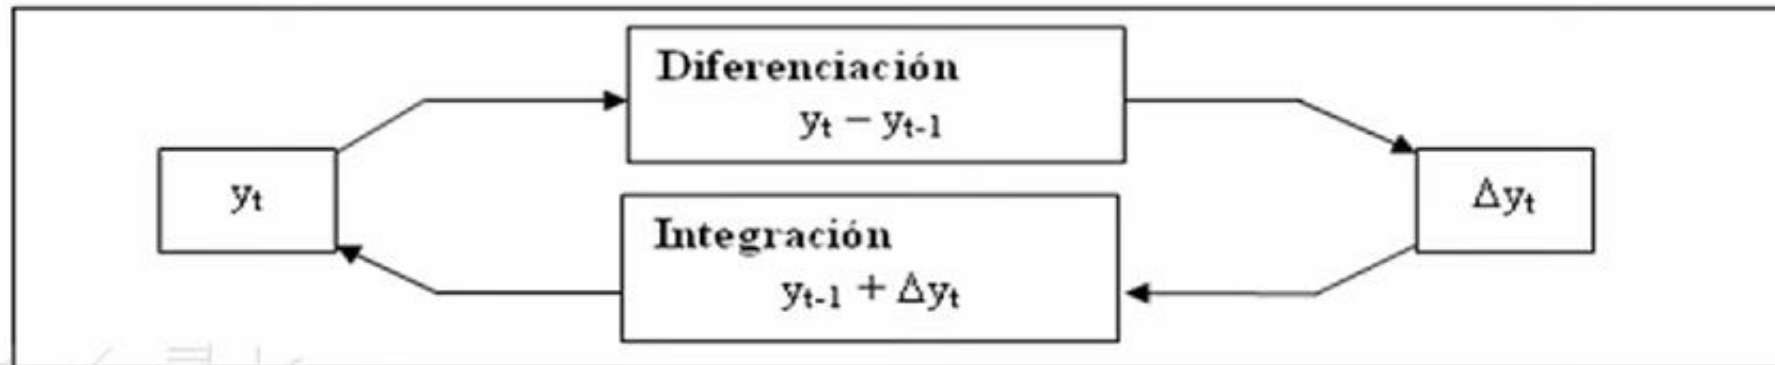 Diferenciación
yₜ – yₜ₋₁
yₜ
Δyₜ
Integración
yₜ₋₁ + Δyₜ